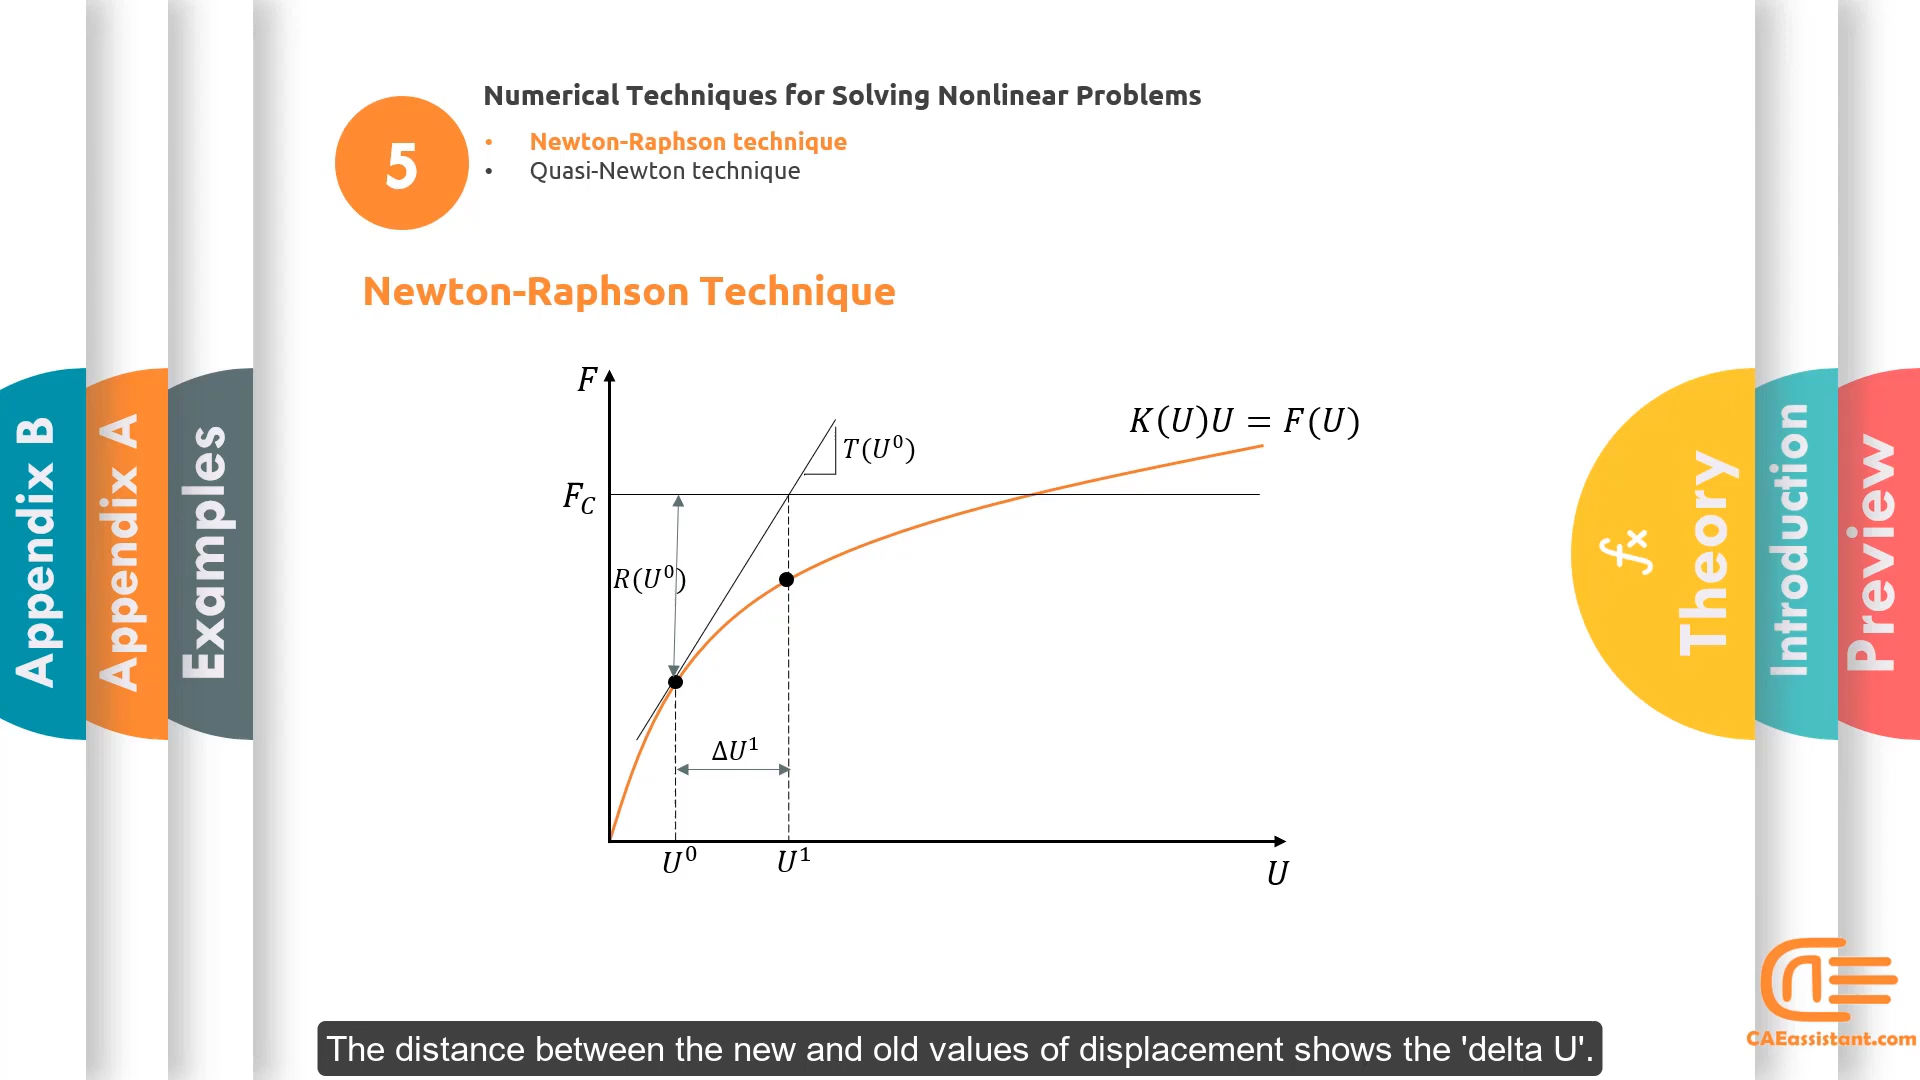 Numerical Techniques for Solving Nonlinear Problems
5
• Newton-Raphson technique
• Quasi-Newton technique
Newton-Raphson Technique
F
K(U)U = F(U)
T(U⁰)
F_C
R(U⁰)
ΔU¹
U⁰
U¹
U
Appendix B
Appendix A
Examples
fx
Theory
Introduction
Preview
CAEassistant.com
The distance between the new and old values of displacement shows the 'delta U'.